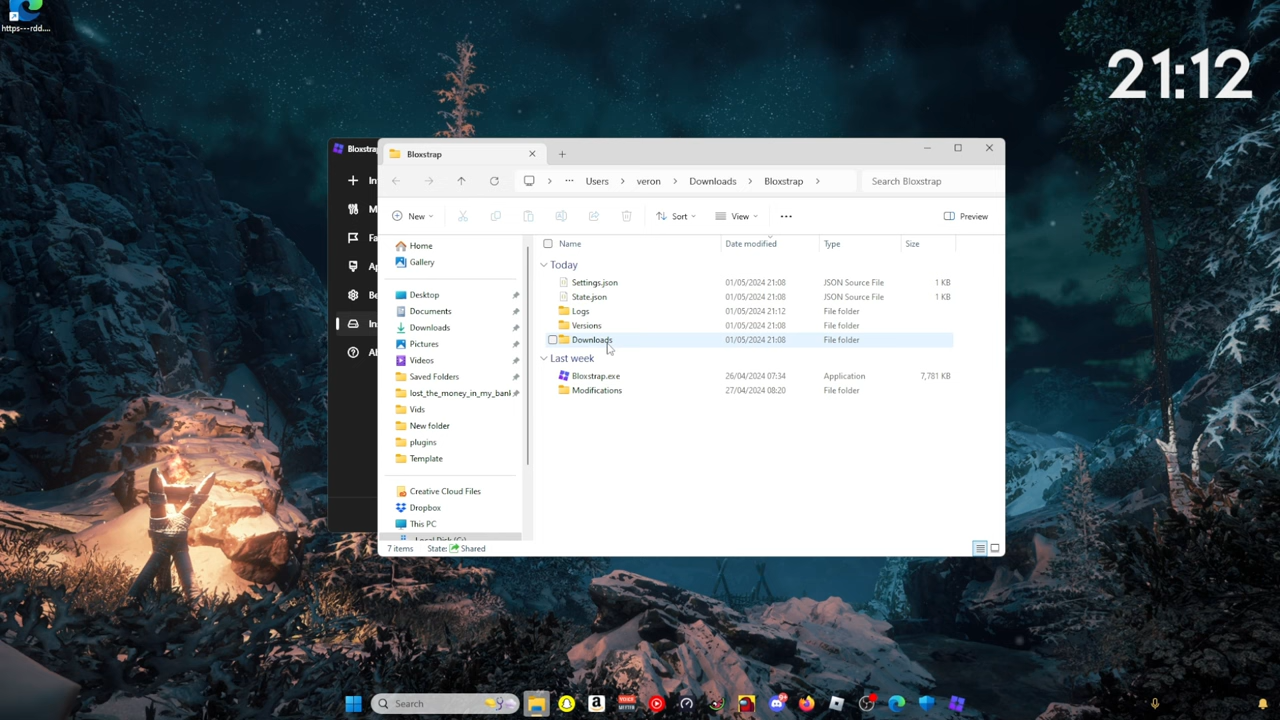 https---rdd....
21:12
Bloxstrap
Bloxstrap
Users
veron
Downloads
Bloxstrap
Search Bloxstrap
New
Sort
View
Preview
Home
Gallery
Desktop
Documents
Downloads
Pictures
Videos
Saved Folders
lost_the_money_in_my_bank
Vids
New folder
plugins
Template
Creative Cloud Files
Dropbox
This PC
Local Disk (C:)
Name Date modified Type Size
Today
Settings.json 01/05/2024 21:08 JSON Source File 1 KB
State.json 01/05/2024 21:08 JSON Source File 1 KB
Logs 01/05/2024 21:12 File folder
Versions 01/05/2024 21:08 File folder
Downloads 01/05/2024 21:08 File folder
Last week
Bloxstrap.exe 26/04/2024 07:34 Application 7,781 KB
Modifications 27/04/2024 08:20 File folder
7 items State: Shared
Search